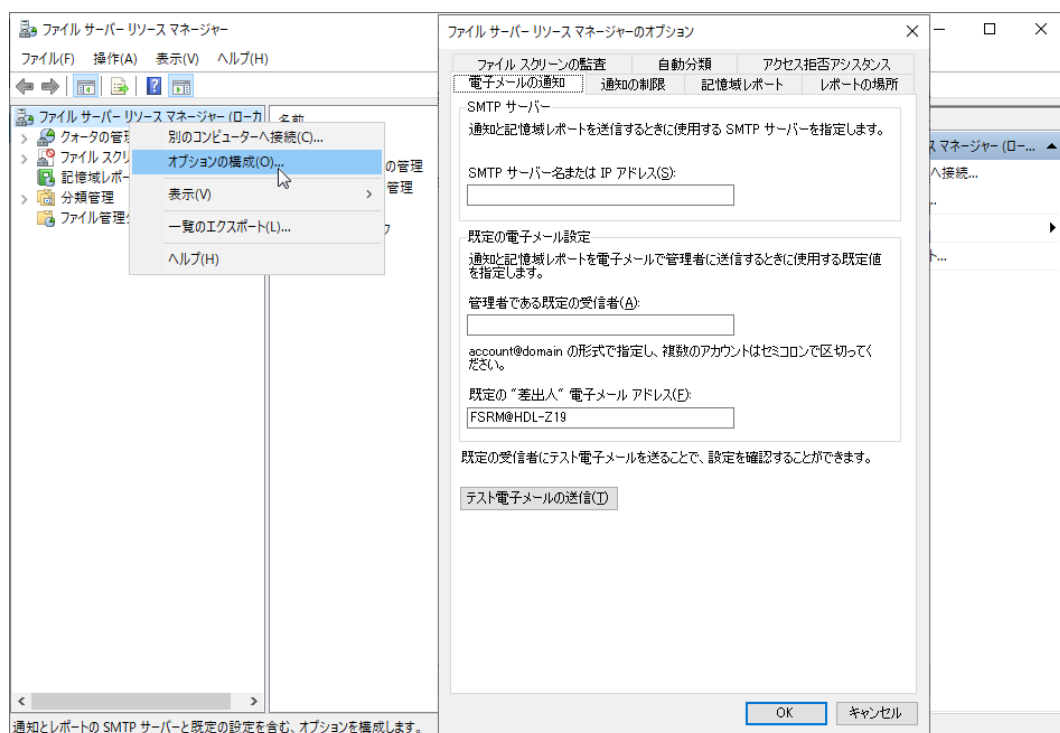 ファイル サーバー リソース マネージャー
ファイル(F) 操作(A) 表示(V) ヘルプ(H)
ファイル サーバー リソース マネージャー (ローカ
クォータの管理
ファイル スクリ
記憶域レポー
分類管理
ファイル管理
名前
の管理
管理
別のコンピューターへ接続(C)...
オプションの構成(O)...
表示(V)
一覧のエクスポート(L)...
ヘルプ(H)
ファイル サーバー リソース マネージャーのオプション
ファイル スクリーンの監査 自動分類 アクセス拒否アシスタンス
電子メールの通知 通知の制限 記憶域レポート レポートの場所
SMTP サーバー
通知と記憶域レポートを送信するときに使用する SMTP サーバーを指定します。
SMTP サーバー名または IP アドレス(S):
既定の電子メール設定
通知と記憶域レポートを電子メールで管理者に送信するときに使用する既定値
を指定します。
管理者である既定の受信者(A):
account@domain の形式で指定し、複数のアカウントはセミコロンで区切ってく
ださい。
既定の "差出人" 電子メール アドレス(F):
FSRM@HDL-Z19
既定の受信者にテスト電子メールを送ることで、設定を確認することができます。
テスト電子メールの送信(T)
OK キャンセル
マネージャー (ロー...
へ接続...
ト...
通知とレポートの SMTP サーバーと既定の設定を含む、オプションを構成します。